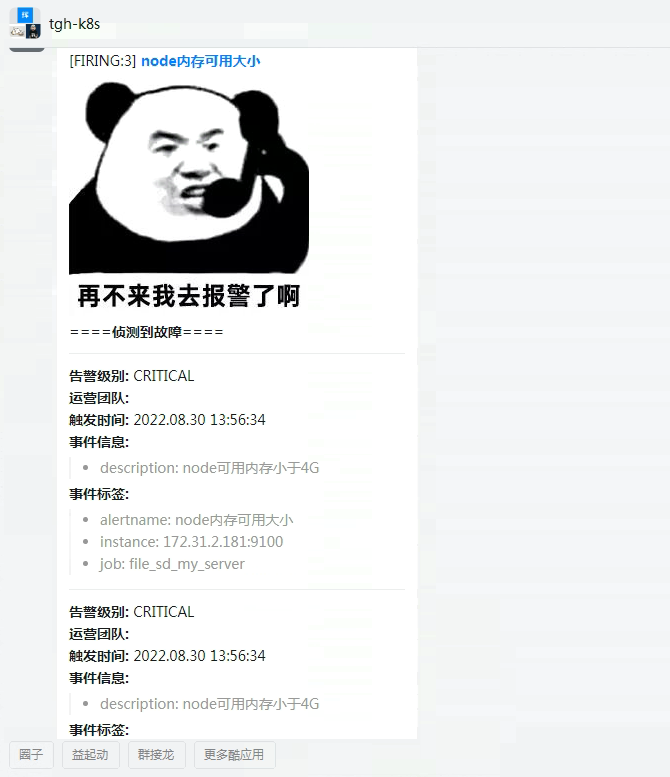 辉
tgh-k8s
[FIRING:3] node内存可用大小
再不来我去报警了啊
====侦测到故障====
告警级别: CRITICAL
运营团队:
触发时间: 2022.08.30 13:56:34
事件信息:
• description: node可用内存小于4G
事件标签:
• alertname: node内存可用大小
• instance: 172.31.2.181:9100
• job: file_sd_my_server
告警级别: CRITICAL
运营团队:
触发时间: 2022.08.30 13:56:34
事件信息:
• description: node可用内存小于4G
事件标签:
圈子
益起动
群接龙
更多酷应用